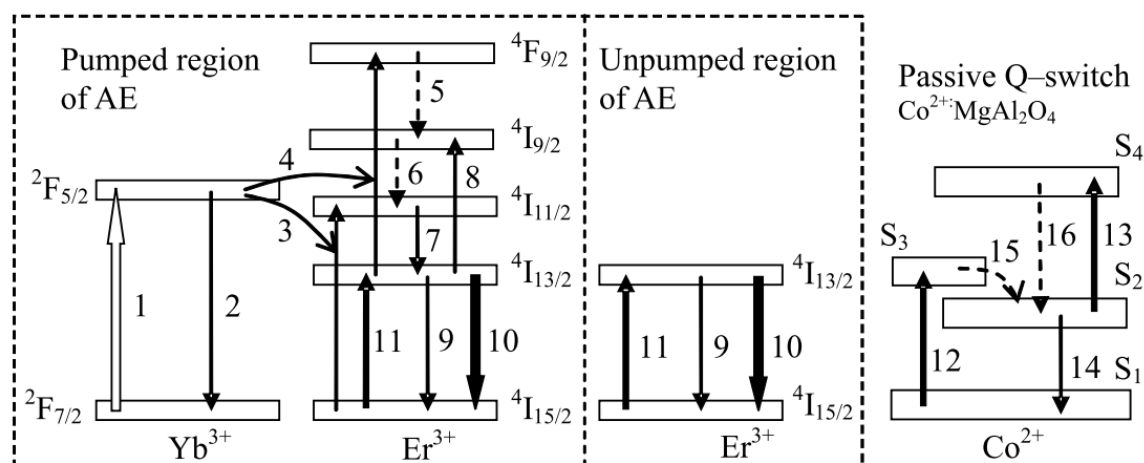 Pumped region
of AE
⁴F₉/₂
Unpumped region
of AE
Passive Q–switch
Co²⁺:MgAl₂O₄
5
⁴I₉/₂
S₄
4
²F₅/₂
6
8
⁴I₁₁/₂
3
7
16
13
S₃
15
⁴I₁₃/₂
⁴I₁₃/₂
S₂
1
2
11
9
10
11
9
10
12
14
S₁
²F₇/₂
⁴I₁₅/₂
⁴I₁₅/₂
Yb³⁺
Er³⁺
Er³⁺
Co²⁺